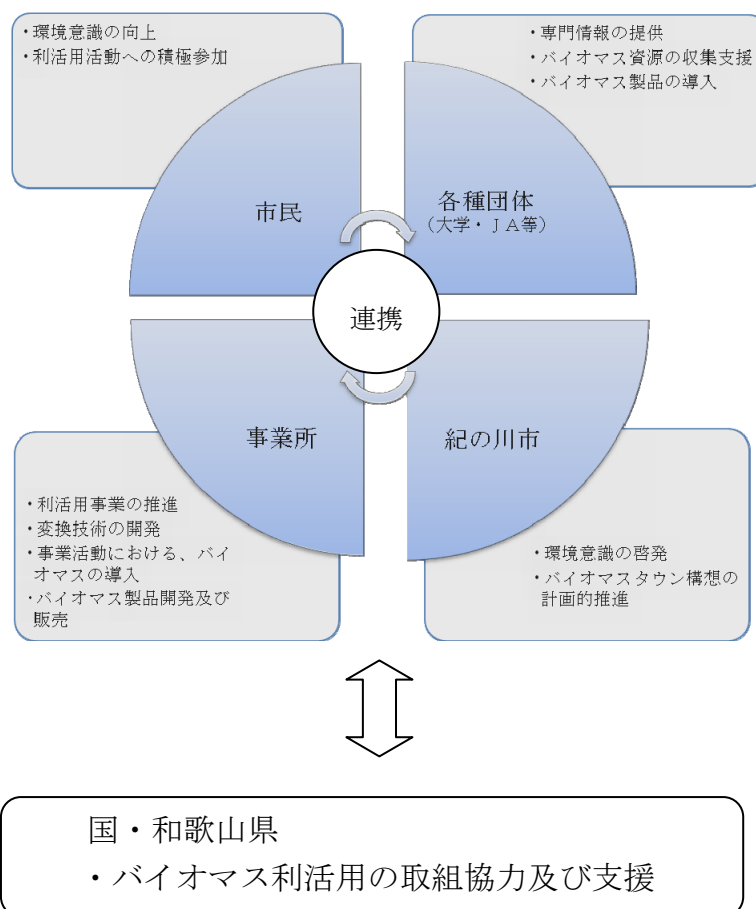 ・環境意識の向上
・利活用活動への積極参加
・専門情報の提供
・バイオマス資源の収集支援
・バイオマス製品の導入
市民
各種団体
（大学・ＪＡ等）
連携
事業所
紀の川市
・利活用事業の推進
・変換技術の開発
・事業活動における、バイ
オマスの導入
・バイオマス製品開発及び
販売
・環境意識の啓発
・バイオマスタウン構想の
計画的推進
国・和歌山県
・バイオマス利活用の取組協力及び支援